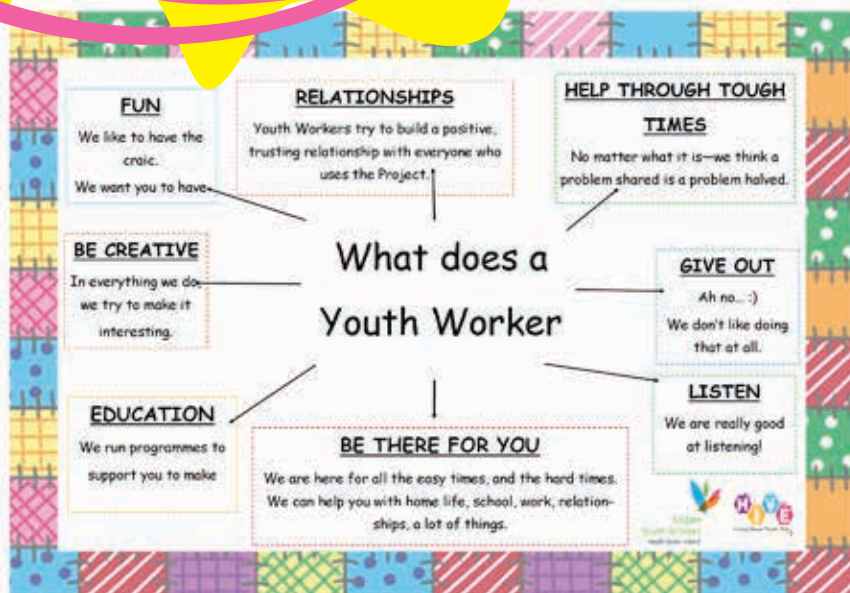 FUN
We like to have the
craic.
We want you to have
RELATIONSHIPS
Youth Workers try to build a positive,
trusting relationship with everyone who
uses the Project.
HELP THROUGH TOUGH
TIMES
No matter what it is—we think a
problem shared is a problem halved.
BE CREATIVE
In everything we do,
we try to make it
interesting.
What does a
Youth Worker
GIVE OUT
Ah no... :)
We don't like doing
that at all.
EDUCATION
We run programmes to
support you to make
BE THERE FOR YOU
We are here for all the easy times, and the hard times.
We can help you with home life, school, work, relation-
ships, a lot of things.
LISTEN
We are really good
at listening!
HIVE